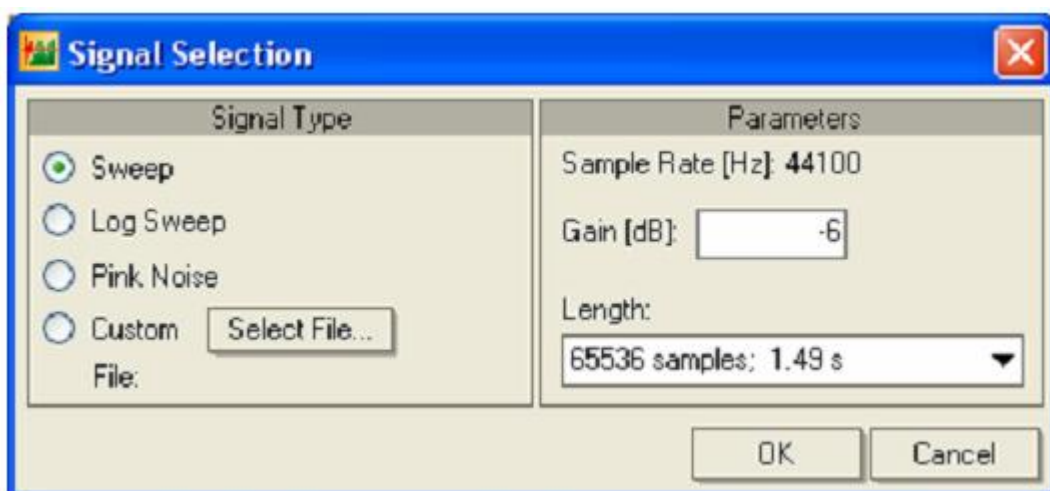 Signal Selection
Signal Type
Sweep
Log Sweep
Pink Noise
Custom Select File...
File:
Parameters
Sample Rate [Hz]: 44100
Gain [dB]: -6
Length:
65536 samples; 1.49 s
OK Cancel